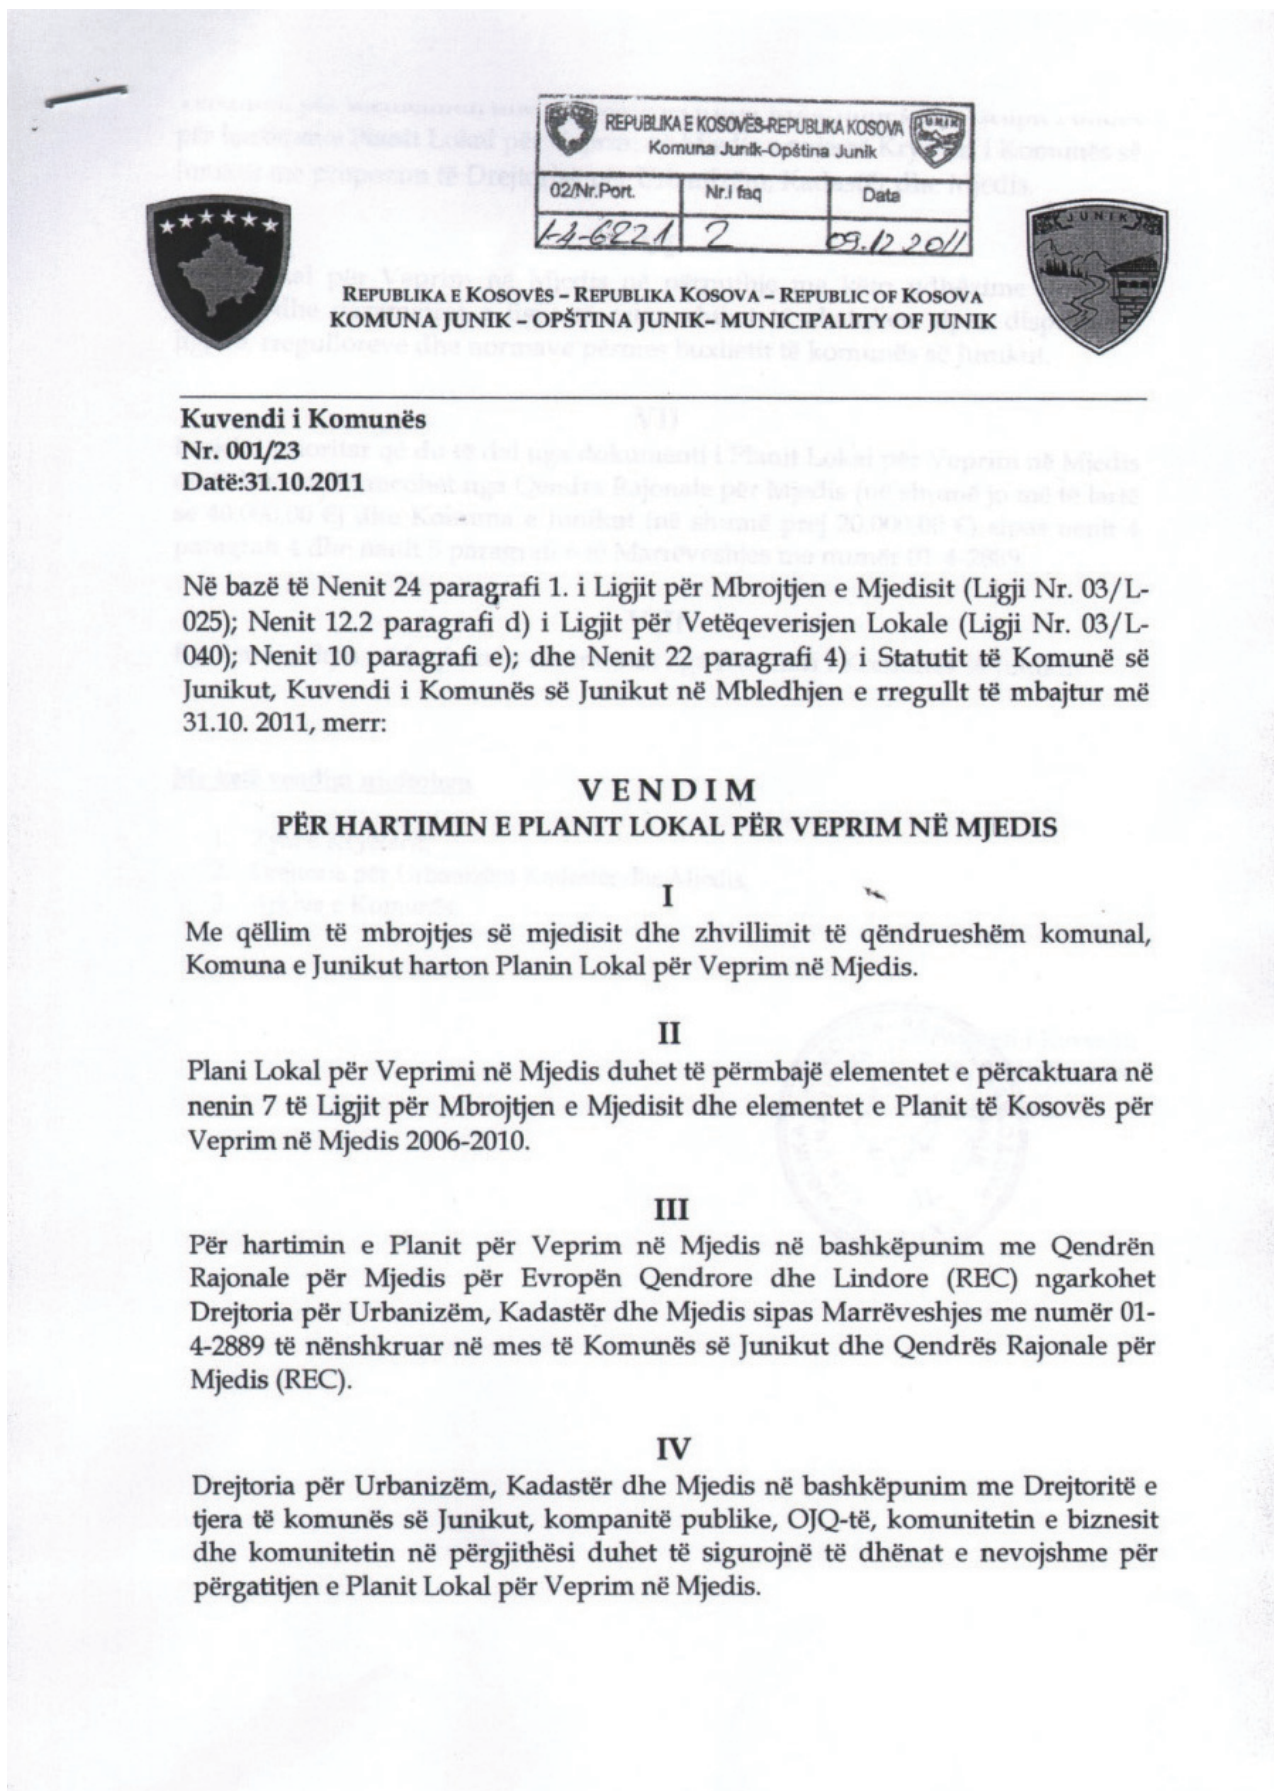 REPUBLIKA E KOSOVËS-REPUBLIKA KOSOVA
Komuna Junik-Opština Junik
JUNIK
02/Nr.Port. Nr.i faq Data
1-4-6221 2 09.12 2011
JUNIK
REPUBLIKA E KOSOVËS – REPUBLIKA KOSOVA – REPUBLIC OF KOSOVA
KOMUNA JUNIK – OPŠTINA JUNIK– MUNICIPALITY OF JUNIK
Kuvendi i Komunës
Nr. 001/23
Datë:31.10.2011
Në bazë të Nenit 24 paragrafi 1. i Ligjit për Mbrojtjen e Mjedisit (Ligji Nr. 03/L-
025); Nenit 12.2 paragrafi d) i Ligjit për Vetëqeverisjen Lokale (Ligji Nr. 03/L-
040); Nenit 10 paragrafi e); dhe Nenit 22 paragrafi 4) i Statutit të Komunë së
Junikut, Kuvendi i Komunës së Junikut në Mbledhjen e rregullt të mbajtur më
31.10. 2011, merr:
V E N D I M
PËR HARTIMIN E PLANIT LOKAL PËR VEPRIM NË MJEDIS
I
Me qëllim të mbrojtjes së mjedisit dhe zhvillimit të qëndrueshëm komunal,
Komuna e Junikut harton Planin Lokal për Veprim në Mjedis.
II
Plani Lokal për Veprimi në Mjedis duhet të përmbajë elementet e përcaktuara në
nenin 7 të Ligjit për Mbrojtjen e Mjedisit dhe elementet e Planit të Kosovës për
Veprim në Mjedis 2006-2010.
III
Për hartimin e Planit për Veprim në Mjedis në bashkëpunim me Qendrën
Rajonale për Mjedis për Evropën Qendrore dhe Lindore (REC) ngarkohet
Drejtoria për Urbanizëm, Kadastër dhe Mjedis sipas Marrëveshjes me numër 01-
4-2889 të nënshkruar në mes të Komunës së Junikut dhe Qendrës Rajonale për
Mjedis (REC).
IV
Drejtoria për Urbanizëm, Kadastër dhe Mjedis në bashkëpunim me Drejtoritë e
tjera të komunës së Junikut, kompanitë publike, OJQ-të, komunitetin e biznesit
dhe komunitetin në përgjithësi duhet të sigurojnë të dhënat e nevojshme për
përgatitjen e Planit Lokal për Veprim në Mjedis.